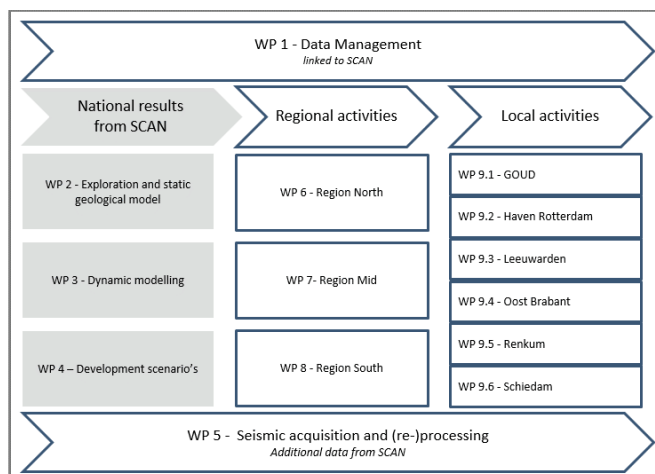 WP 1 - Data Management
linked to SCAN
National results
from SCAN
Regional activities
Local activities
WP 2 - Exploration and static
geological model
WP 3 - Dynamic modelling
WP 4 – Development scenario's
WP 6 - Region North
WP 7- Region Mid
WP 8 - Region South
WP 9.1 - GOUD
WP 9.2 - Haven Rotterdam
WP 9.3 - Leeuwarden
WP 9.4 - Oost Brabant
WP 9.5 - Renkum
WP 9.6 - Schiedam
WP 5 - Seismic acquisition and (re-)processing
Additional data from SCAN